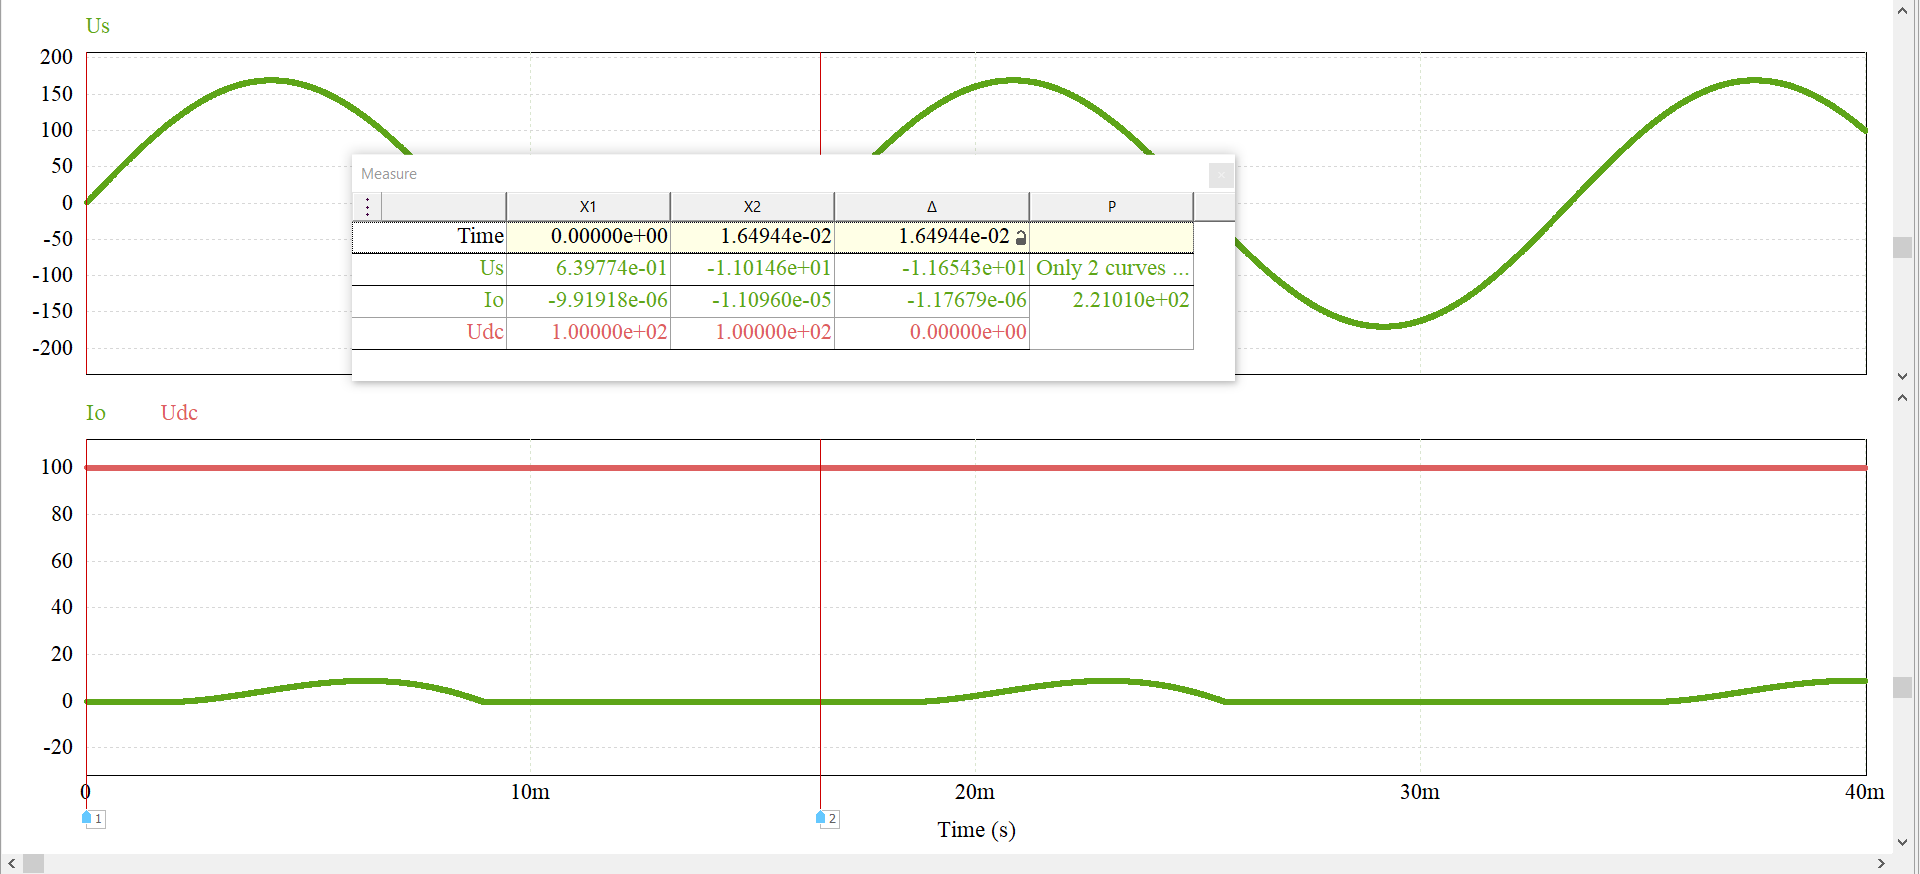 Us
200
150
100
50
0
-50
-100
-150
-200
Measure
X1 X2 Δ P
Time 0.00000e+00 1.64944e-02 1.64944e-02
Us 6.39774e-01 -1.10146e+01 -1.16543e+01 Only 2 curves ...
Io -9.91918e-06 -1.10960e-05 -1.17679e-06 2.21010e+02
Udc 1.00000e+02 1.00000e+02 0.00000e+00
Io Udc
100
80
60
40
20
0
-20
0 10m 20m 30m 40m
1 2
Time (s)